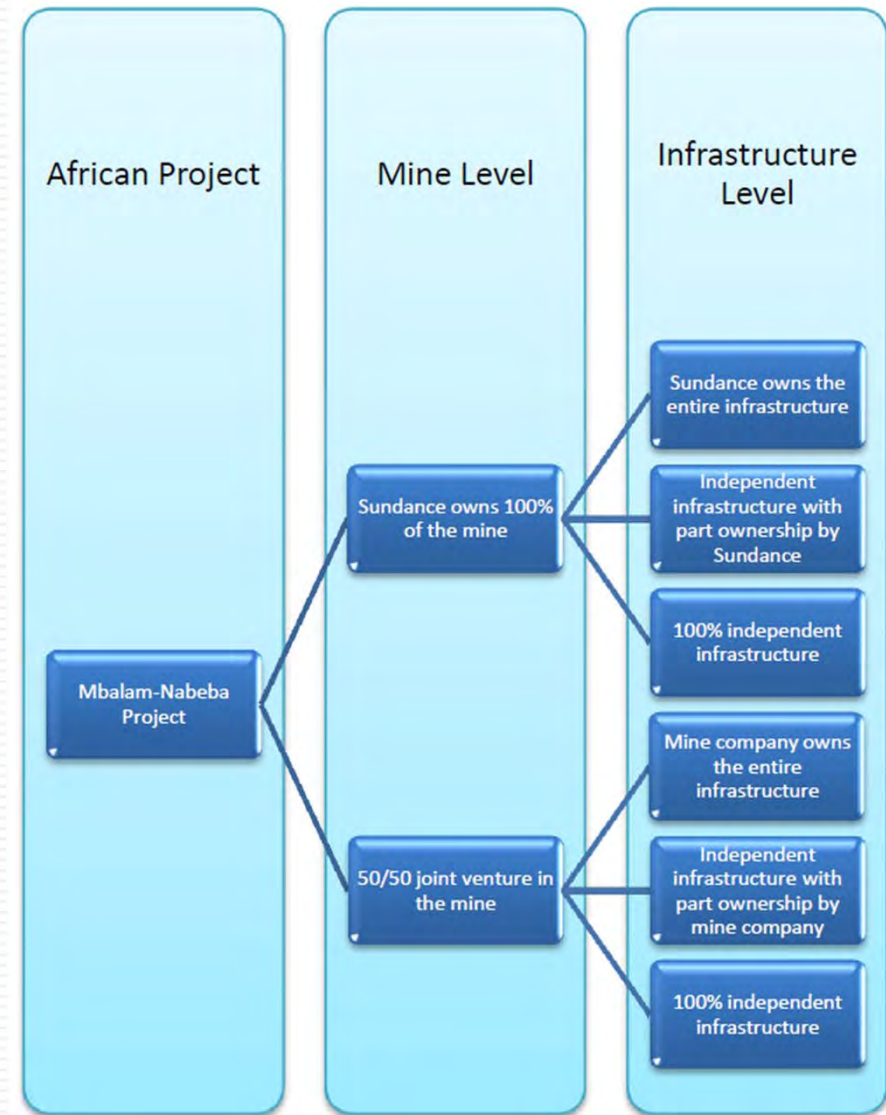 African Project
Mine Level
Infrastructure
Level
Mbalam-Nabeba
Project
Sundance owns 100%
of the mine
50/50 joint venture in
the mine
Sundance owns the
entire infrastructure
Independent
infrastructure with
part ownership by
Sundance
100% independent
infrastructure
Mine company owns
the entire
infrastructure
Independent
infrastructure with
part ownership by
mine company
100% independent
infrastructure